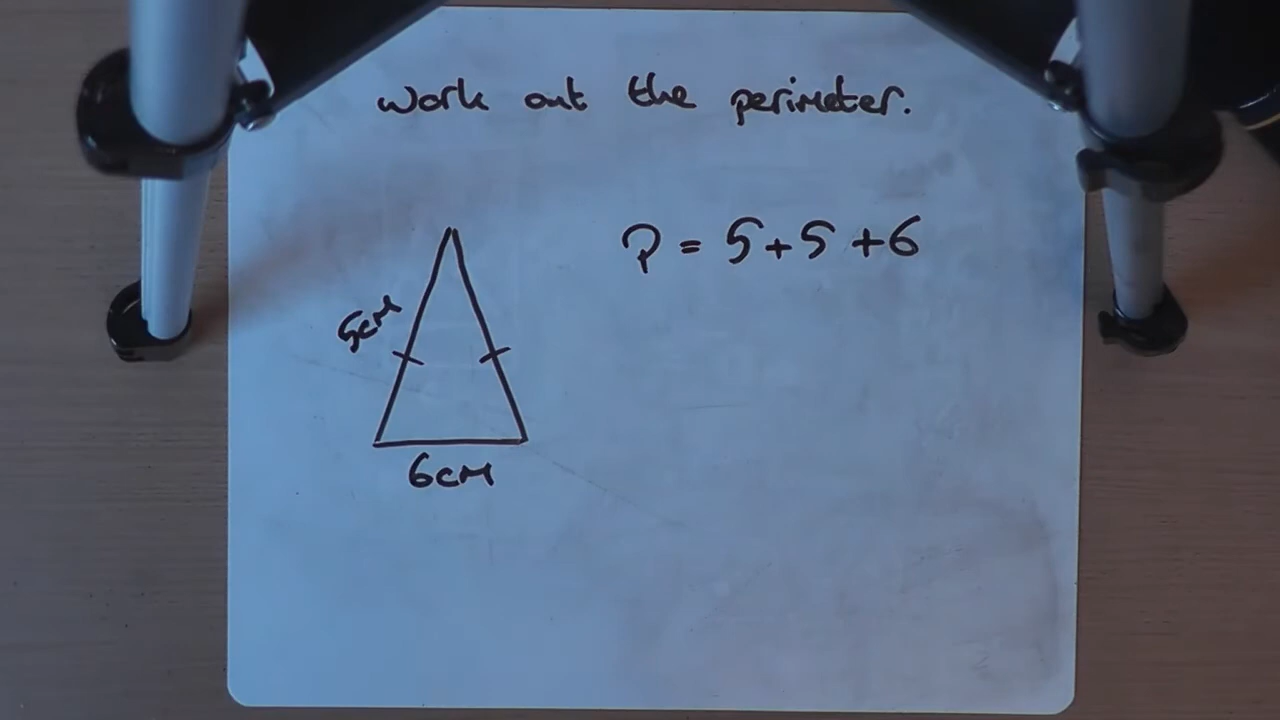 Work out the perimeter.
P = 5+5+6
5cm
6cm